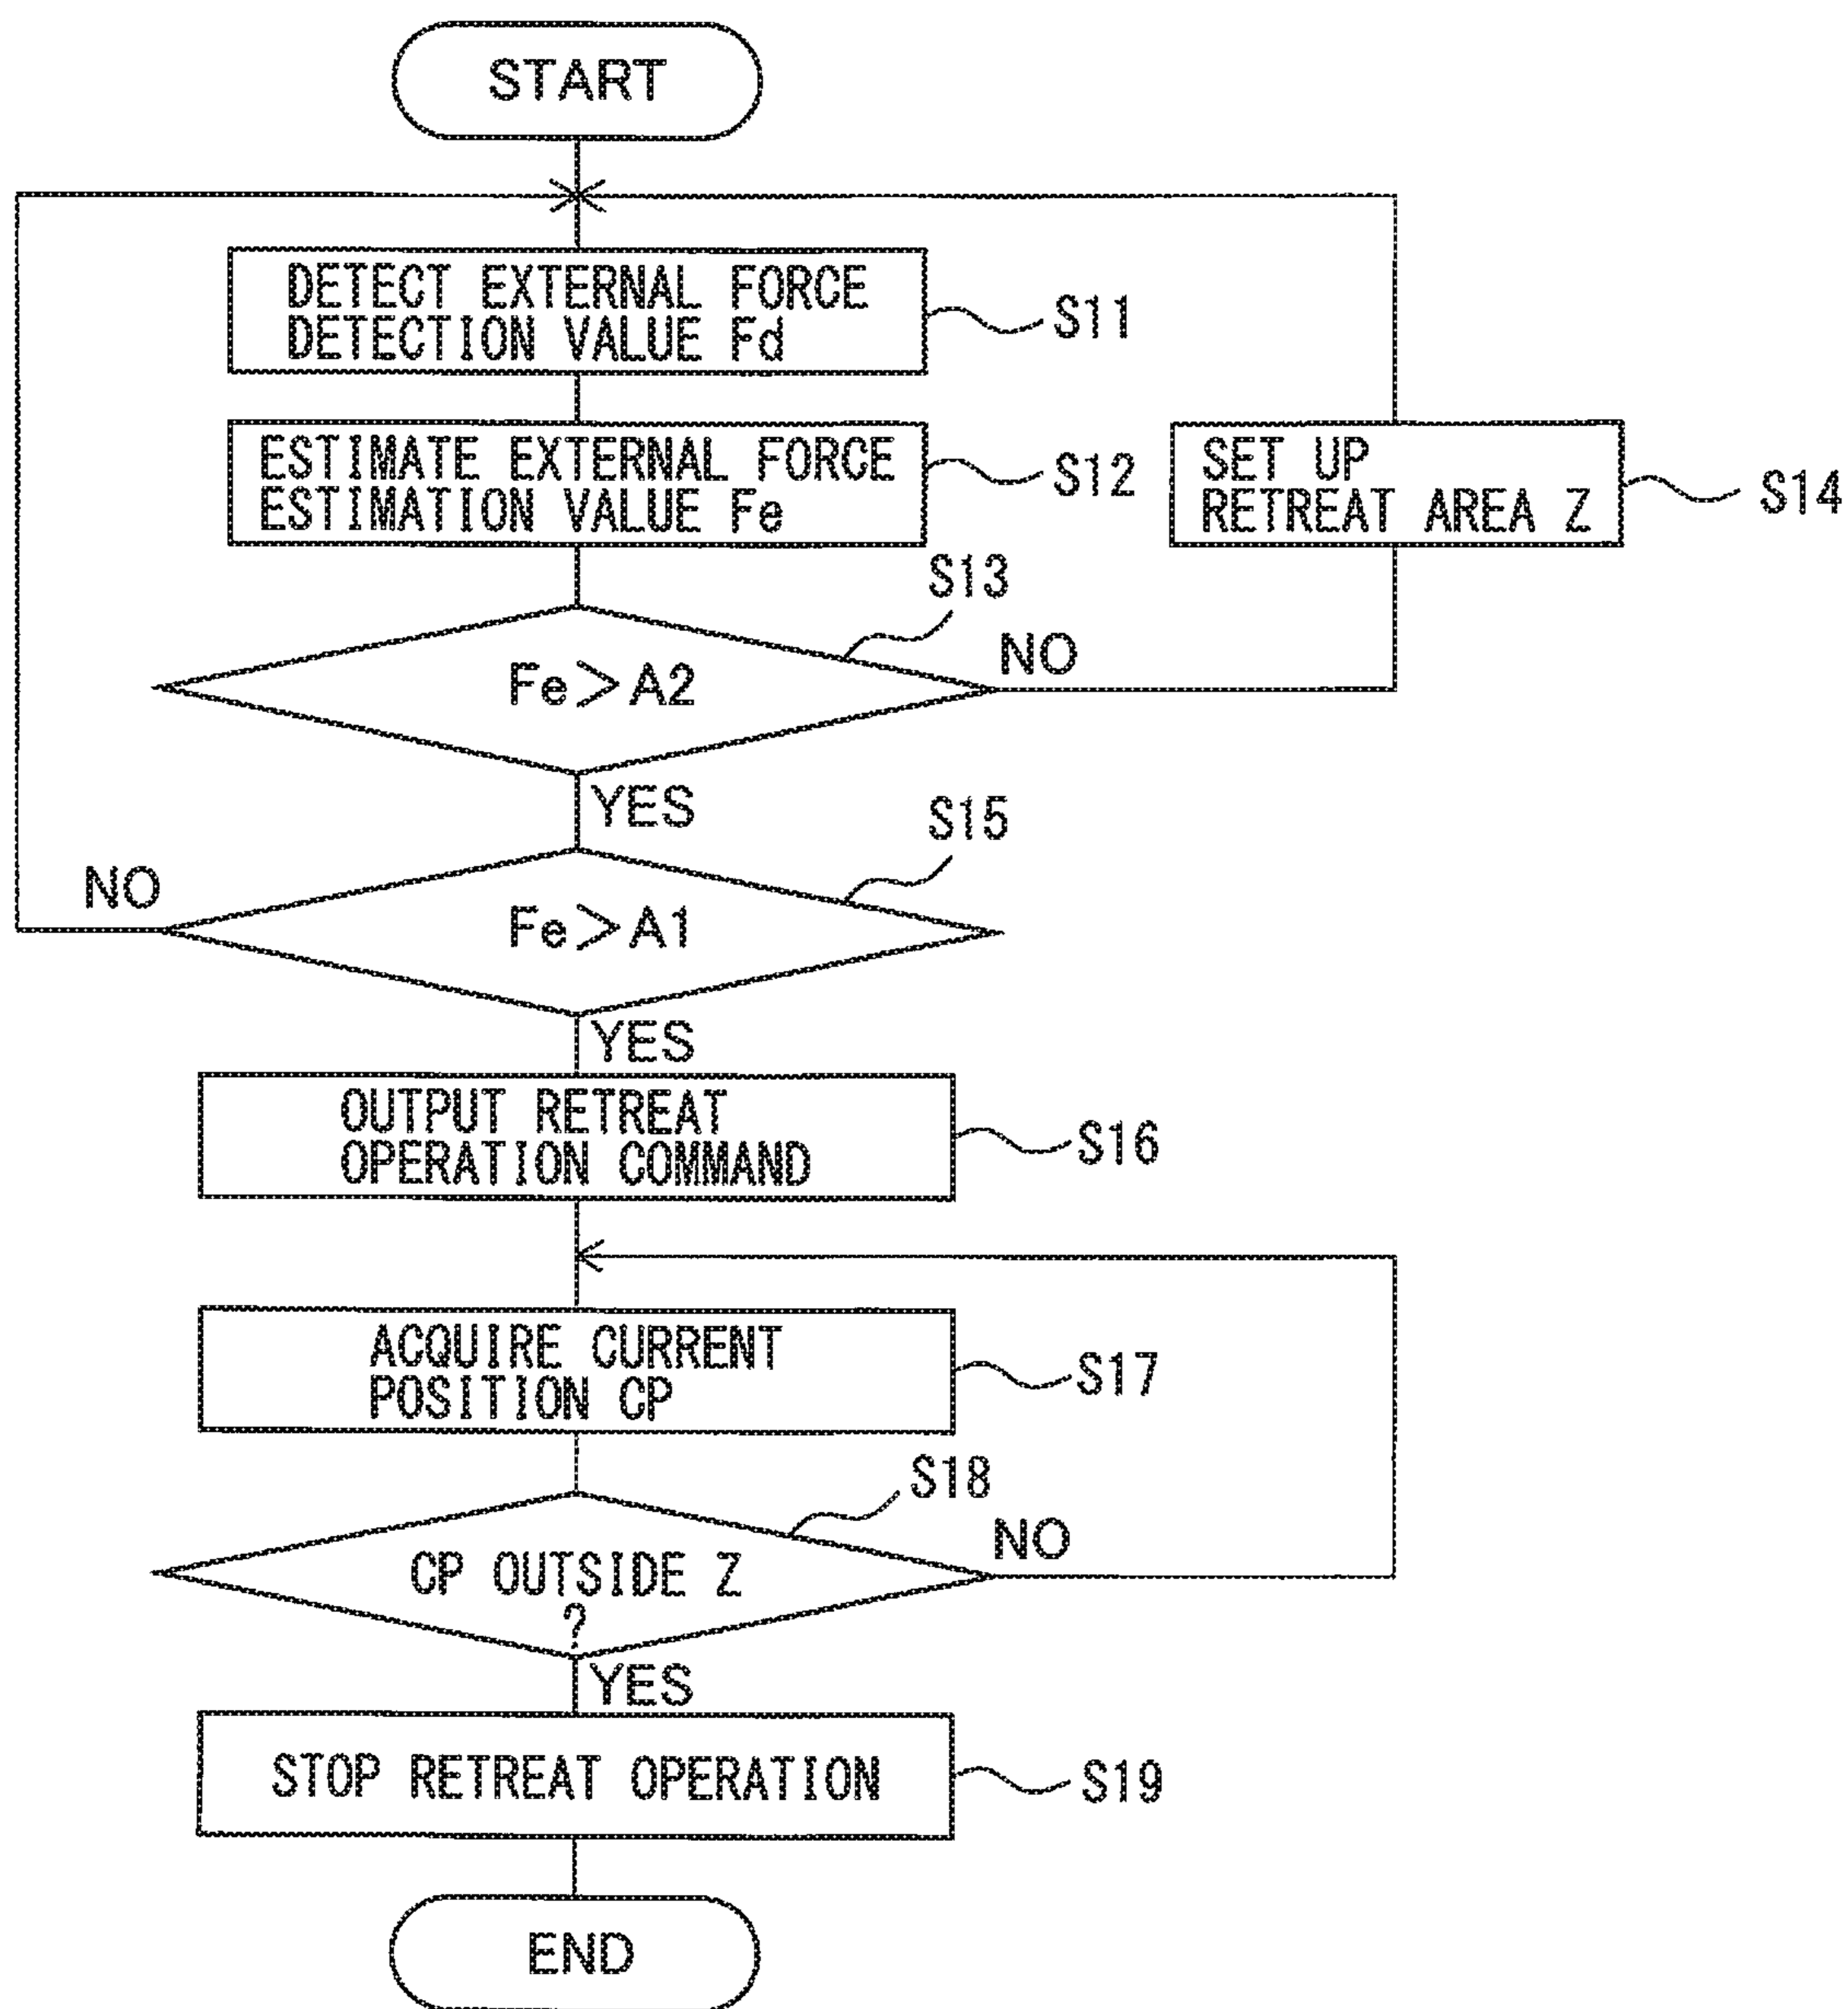 START
DETECT EXTERNAL FORCE
DETECTION VALUE Fd
S11
ESTIMATE EXTERNAL FORCE
ESTIMATION VALUE Fe
S12
SET UP
RETREAT AREA Z
S14
S13
Fe>A2
NO
YES
S15
NO
Fe>A1
YES
OUTPUT RETREAT
OPERATION COMMAND
S16
ACQUIRE CURRENT
POSITION CP
S17
S18
NO
CP OUTSIDE Z
?
YES
STOP RETREAT OPERATION
S19
END